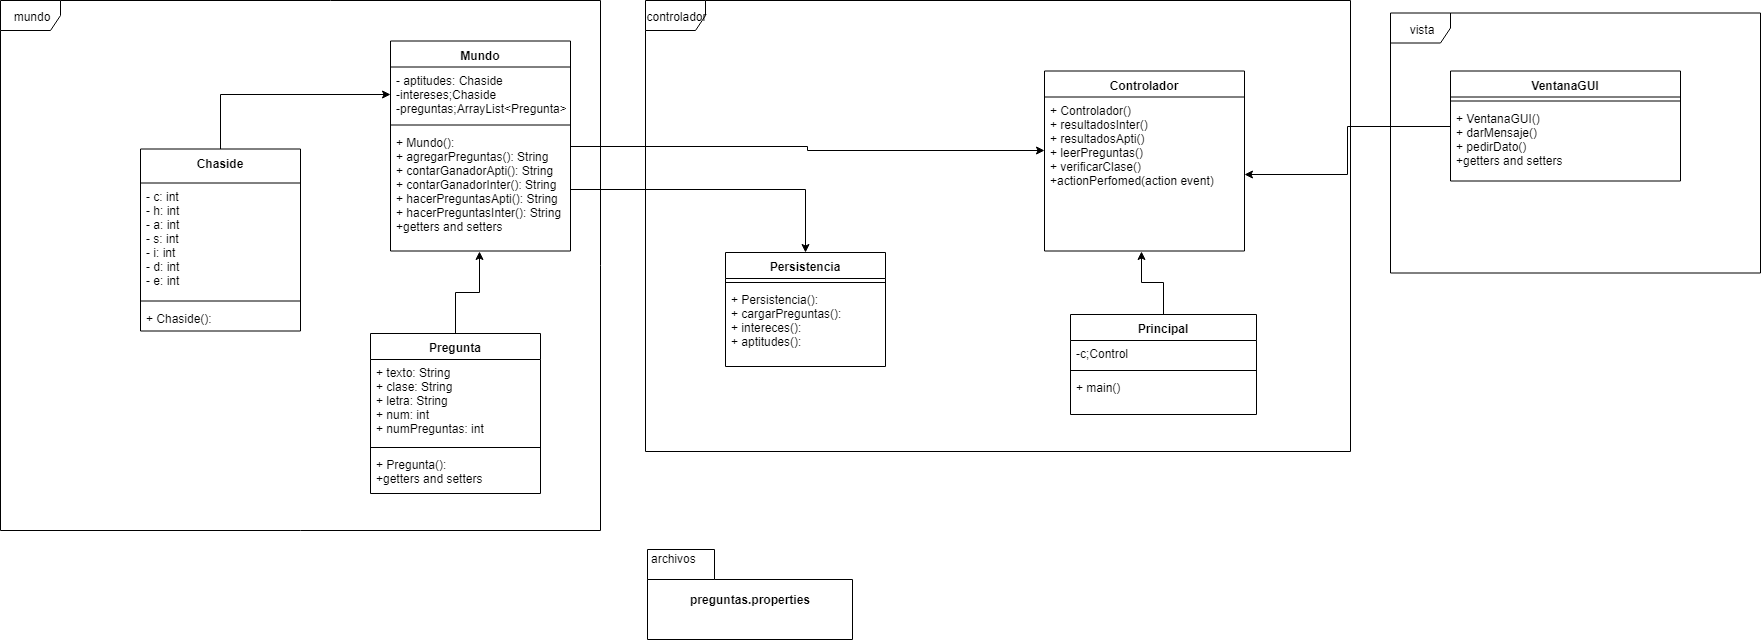 mundo
Mundo
- aptitudes: Chaside
-intereses;Chaside
-preguntas;ArrayList<Pregunta>
+ Mundo():
+ agregarPreguntas(): String
+ contarGanadorApti(): String
+ contarGanadorInter(): String
+ hacerPreguntasApti(): String
+ hacerPreguntasInter(): String
+getters and setters
Chaside
- c: int
- h: int
- a: int
- s: int
- i: int
- d: int
- e: int
+ Chaside():
Pregunta
+ texto: String
+ clase: String
+ letra: String
+ num: int
+ numPreguntas: int
+ Pregunta():
+getters and setters
controlador
Controlador
+ Controlador()
+ resultadosInter()
+ resultadosApti()
+ leerPreguntas()
+ verificarClase()
+actionPerfomed(action event)
Persistencia
+ Persistencia():
+ cargarPreguntas():
+ intereces():
+ aptitudes():
Principal
-c;Control
+ main()
vista
VentanaGUI
+ VentanaGUI()
+ darMensaje()
+ pedirDato()
+getters and setters
archivos
preguntas.properties